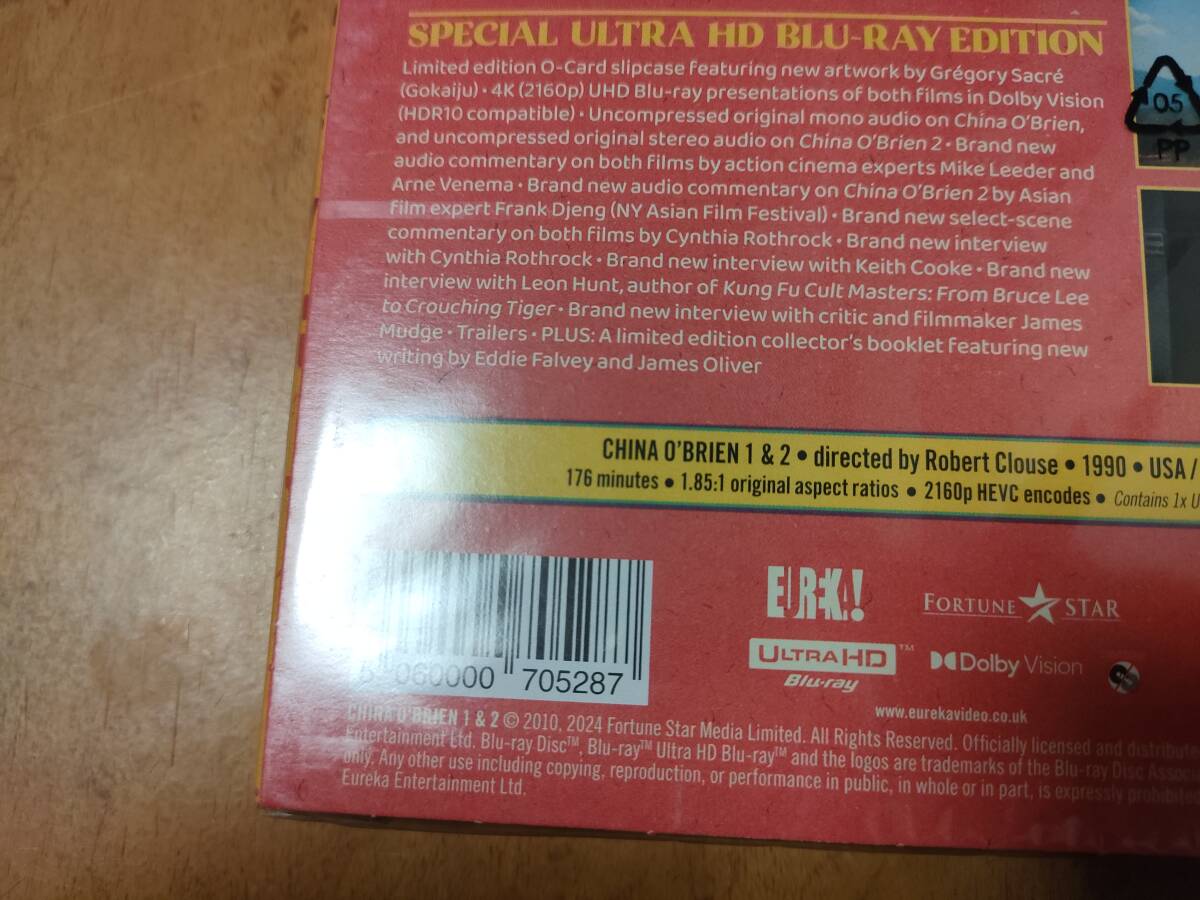 SPECIAL ULTRA HD BLU-RAY EDITION
Limited edition O-Card slipcase featuring new artwork by Grégory Sacré
(Gokaiju) • 4K (2160p) UHD Blu-ray presentations of both films in Dolby Vision
(HDR10 compatible) • Uncompressed original mono audio on China O'Brien,
and uncompressed original stereo audio on China O'Brien 2 • Brand new
audio commentary on both films by action cinema experts Mike Leeder and
Arne Venema • Brand new audio commentary on China O'Brien 2 by Asian
film expert Frank Djeng (NY Asian Film Festival) • Brand new select-scene
commentary on both films by Cynthia Rothrock • Brand new interview
with Cynthia Rothrock • Brand new interview with Keith Cooke • Brand new
interview with Leon Hunt, author of Kung Fu Cult Masters: From Bruce Lee
to Crouching Tiger • Brand new interview with critic and filmmaker James
Mudge • Trailers • PLUS: A limited edition collector's booklet featuring new
writing by Eddie Falvey and James Oliver
05
PP
CHINA O'BRIEN 1 & 2 • directed by Robert Clouse • 1990 • USA /
176 minutes • 1.85:1 original aspect ratios • 2160p HEVC encodes • Contains 1x U
5 060000 705287
EUREKA!
FORTUNE STAR
ULTRA HD™
Blu-ray
Dolby Vision
www.eurekavideo.co.uk
CHINA O'BRIEN 1 & 2 © 2010, 2024 Fortune Star Media Limited. All Rights Reserved. Officially licensed and distribut
Entertainment Ltd. Blu-ray Disc™, Blu-ray™ Ultra HD Blu-ray™ and the logos are trademarks of the Blu-ray Disc Assoc
only. Any other use including copying, reproduction, or performance in public, in whole or in part, is expressly prohibite
Eureka Entertainment Ltd.